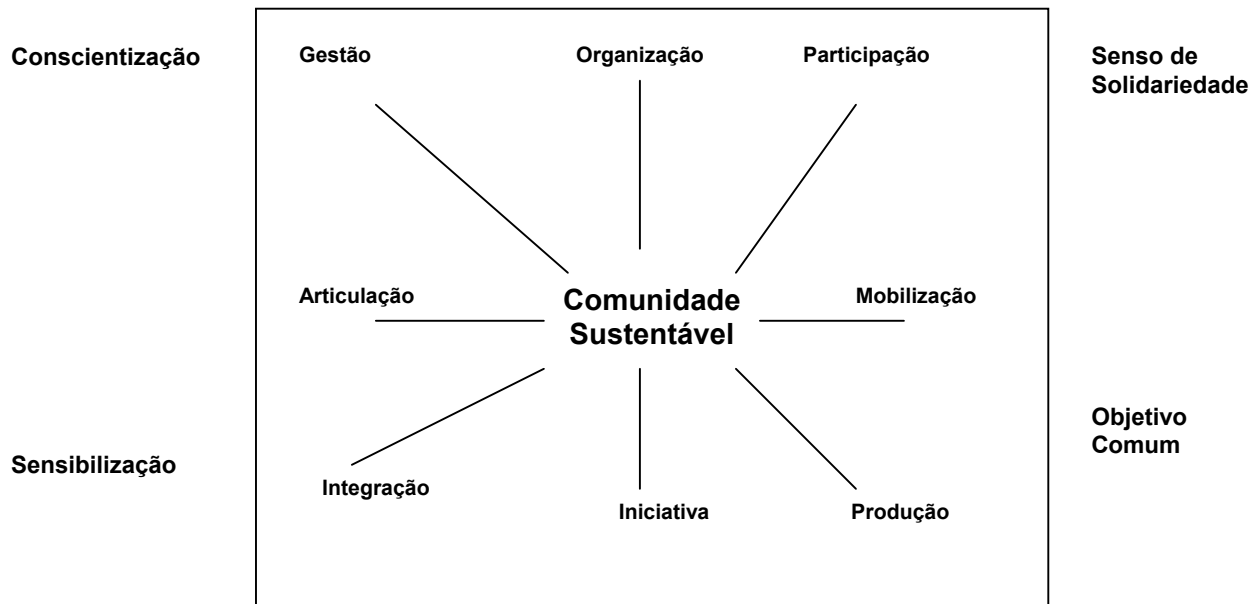 Conscientização
Gestão
Organização
Participação
Senso de
Solidariedade
Articulação
Comunidade
Sustentável
Mobilização
Objetivo
Comum
Sensibilização
Integração
Iniciativa
Produção